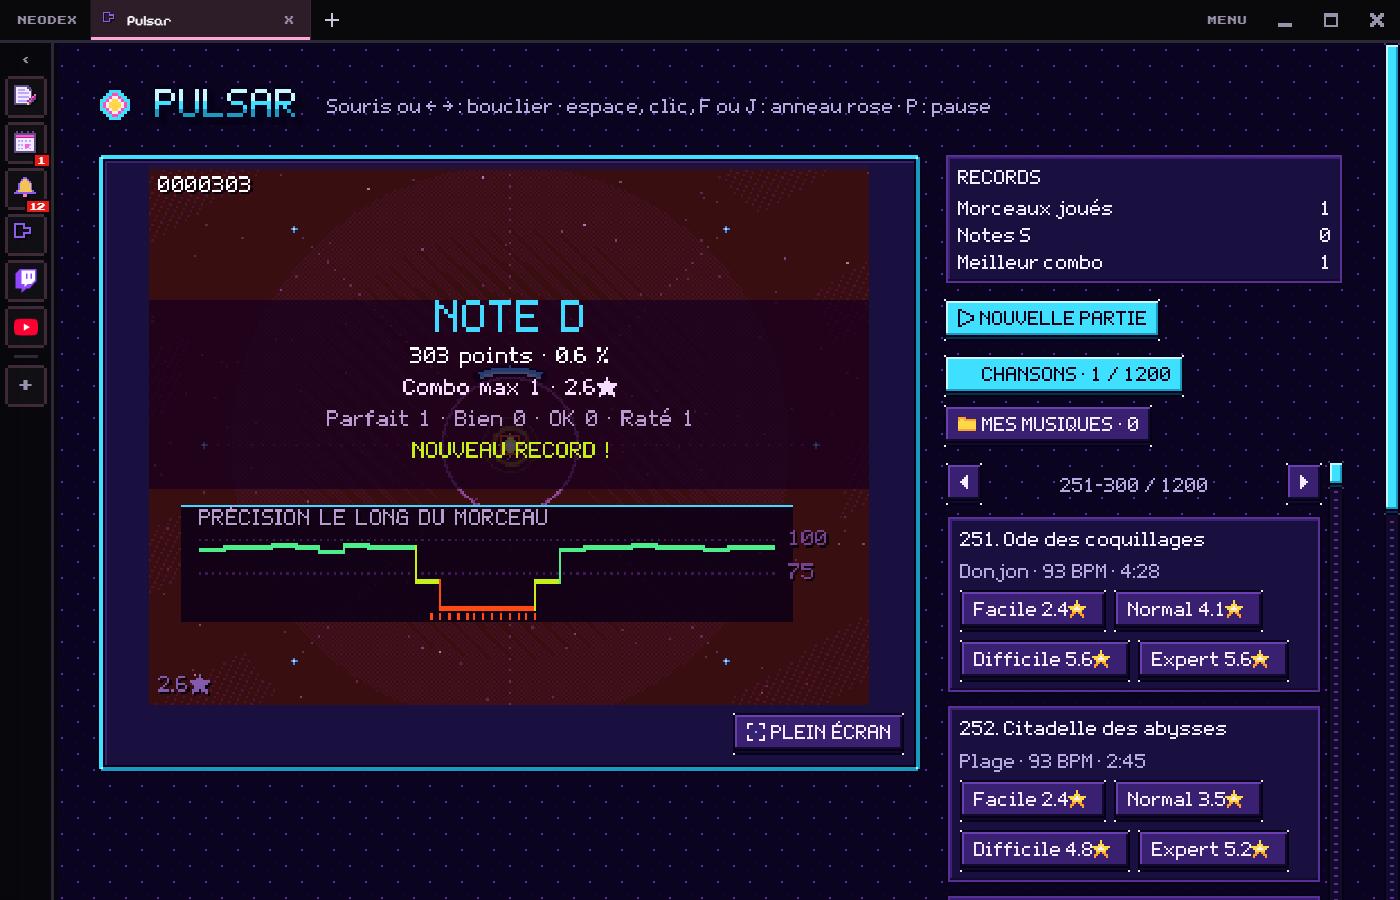 NEODEX
Pulsar
MENU
1
12
PULSAR
Souris ou ← → : bouclier · espace, clic, F ou J : anneau rose · P : pause
0000303
NOTE D
303 points · 0.6 %
Combo max 1 · 2.6★
Parfait 1 · Bien 0 · OK 0 · Raté 1
NOUVEAU RECORD !
PRÉCISION LE LONG DU MORCEAU
100
75
2.6★
PLEIN ÉCRAN
RECORDS
Morceaux joués 1
Notes S 0
Meilleur combo 1
NOUVELLE PARTIE
CHANSONS · 1 / 1200
MES MUSIQUES · 0
251-300 / 1200
251. Ode des coquillages
Donjon · 93 BPM · 4:28
Facile 2.4★ Normal 4.1★
Difficile 5.6★ Expert 5.6★
252. Citadelle des abysses
Plage · 93 BPM · 2:45
Facile 2.4★ Normal 3.5★
Difficile 4.8★ Expert 5.2★